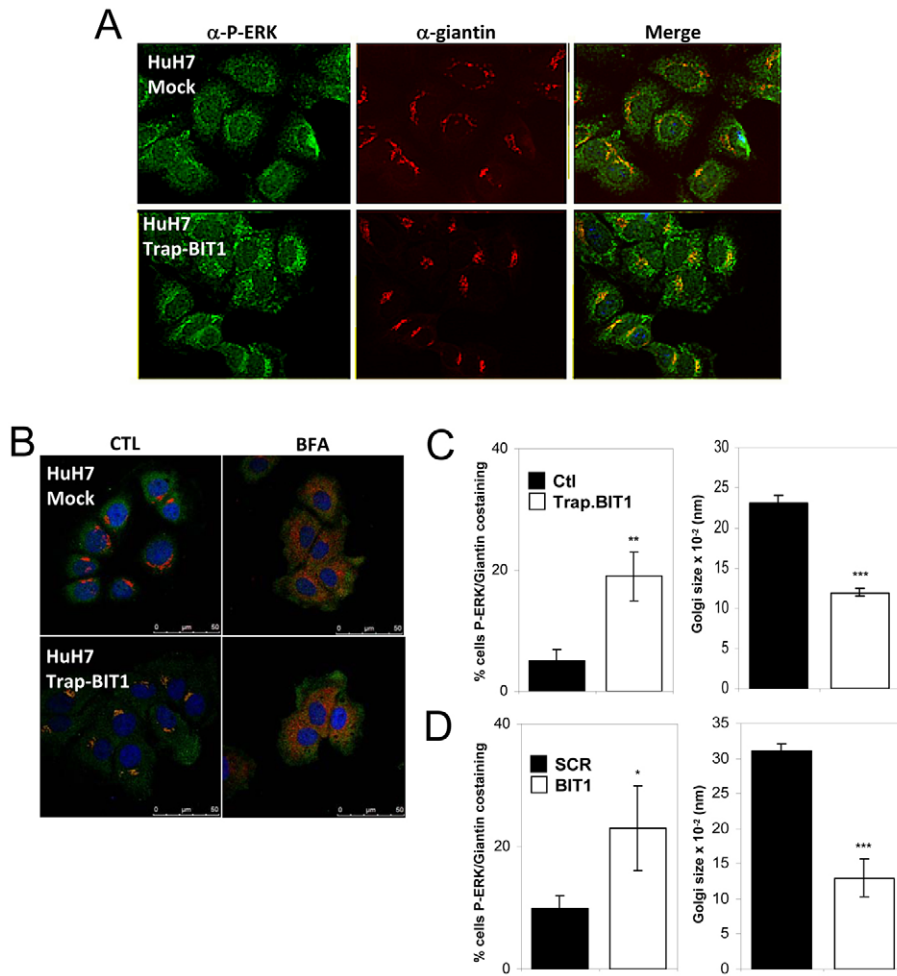 A
α-P-ERK
α-giantin
Merge
HuH7
Mock
HuH7
Trap-BIT1
B
CTL
BFA
HuH7
Mock
0 µm 50
0 µm 50
HuH7
Trap-BIT1
0 µm 50
0 µm 50
C
% cells P-ERK/Giantin costaining
40
20
0
Ctl
Trap.BIT1
**
Golgi size x 10-2 (nm)
30
25
20
15
10
5
0
***
D
% cells P-ERK/Giantin costaining
40
20
0
SCR
BIT1
*
Golgi size x 10-2 (nm)
35
30
25
20
15
10
5
0
***